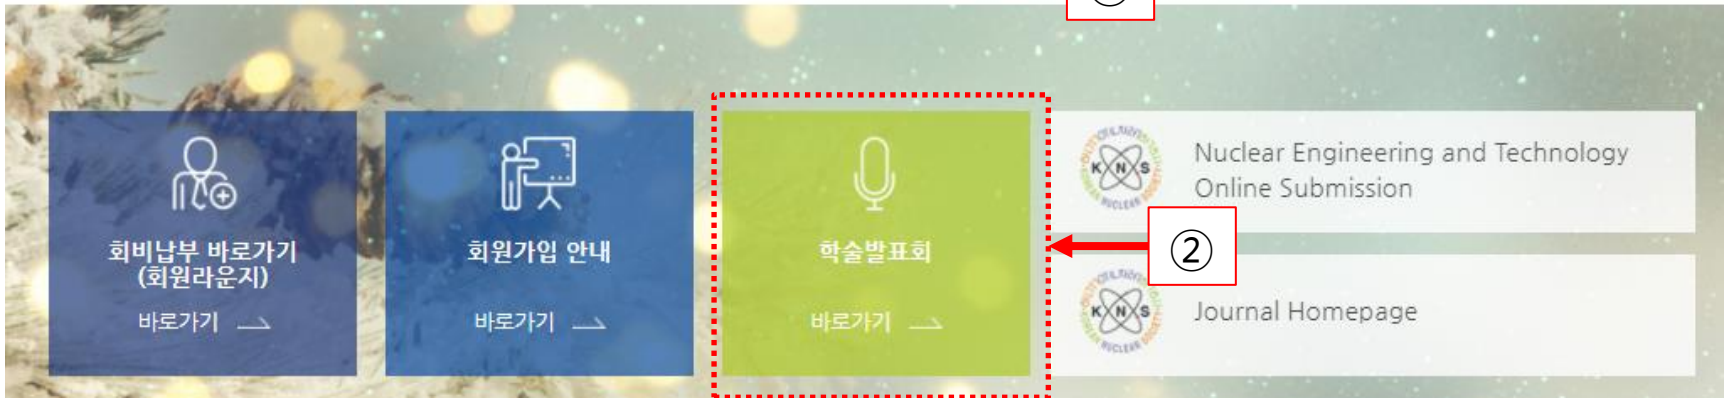 회비납부 바로가기
(회원라운지)
바로가기
회원가입 안내
바로가기
학술발표회
바로가기
②
KNS
Nuclear Engineering and Technology
Online Submission
KNS
Journal Homepage